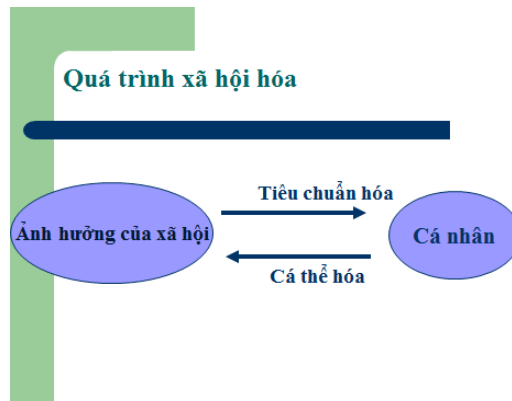 Quá trình xã hội hóa
Tiêu chuẩn hóa
Ảnh hưởng của xã hội
Cá nhân
Cá thể hóa